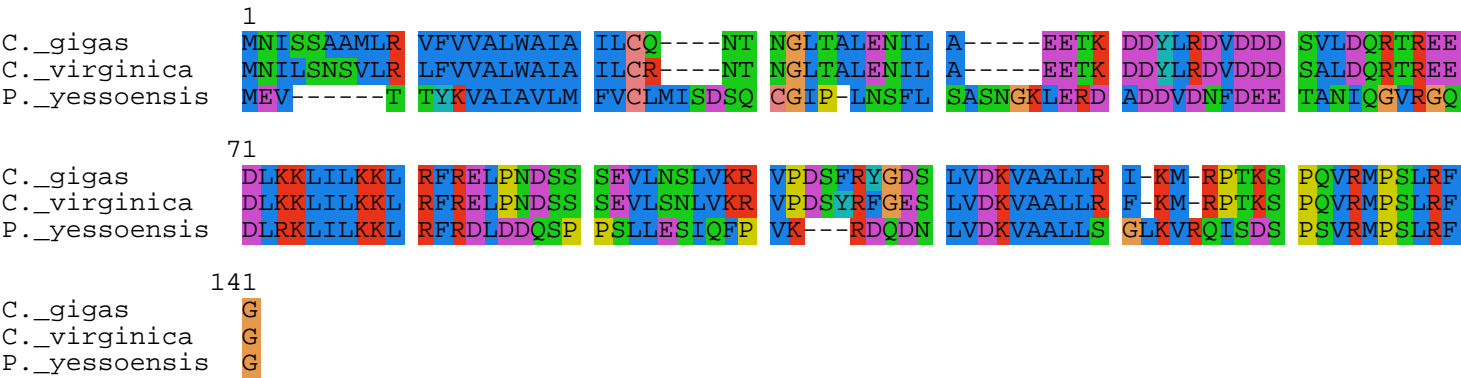 1
C._gigas MNISSAAMLR VFVVALWAIA ILCQ----NT NGLTALENIL A-----EETK DDYLRDVDDD SVLDQRTREE
C._virginica MNILSNSVLR LFVVALWAIA ILCR----NT NGLTALENIL A-----EETK DDYLRDVDDD SALDQRTREE
P._yessoensis MEV------T TYKVAIAVLM FVCLMISDSQ CGIP-LNSFL SASNGKLERD ADDVDNFDEE TANIQGVRGQ
71
C._gigas DLKKLILKKL RFRELPNDSS SEVLNSLVKR VPDSFRYGDS LVDKVAALLR I-KM-RPTKS PQVRMPSLRF
C._virginica DLKKLILKKL RFRELPNDSS SEVLSNLVKR VPDSYRFGES LVDKVAALLR F-KM-RPTKS PQVRMPSLRF
P._yessoensis DLRKLILKKL RFRDLDDQSP PSLLESIQFP VK---RDQDN LVDKVAALLS GLKVRQISDS PSVRMPSLRF
141
C._gigas G
C._virginica G
P._yessoensis G